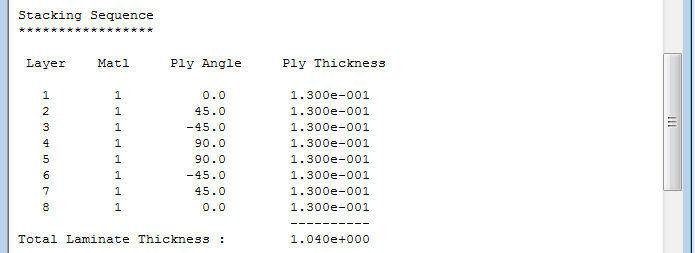 Stacking Sequence
*****************
Layer Matl Ply Angle Ply Thickness
1 1 0.0 1.300e-001
2 1 45.0 1.300e-001
3 1 -45.0 1.300e-001
4 1 90.0 1.300e-001
5 1 90.0 1.300e-001
6 1 -45.0 1.300e-001
7 1 45.0 1.300e-001
8 1 0.0 1.300e-001
----------
Total Laminate Thickness : 1.040e+000